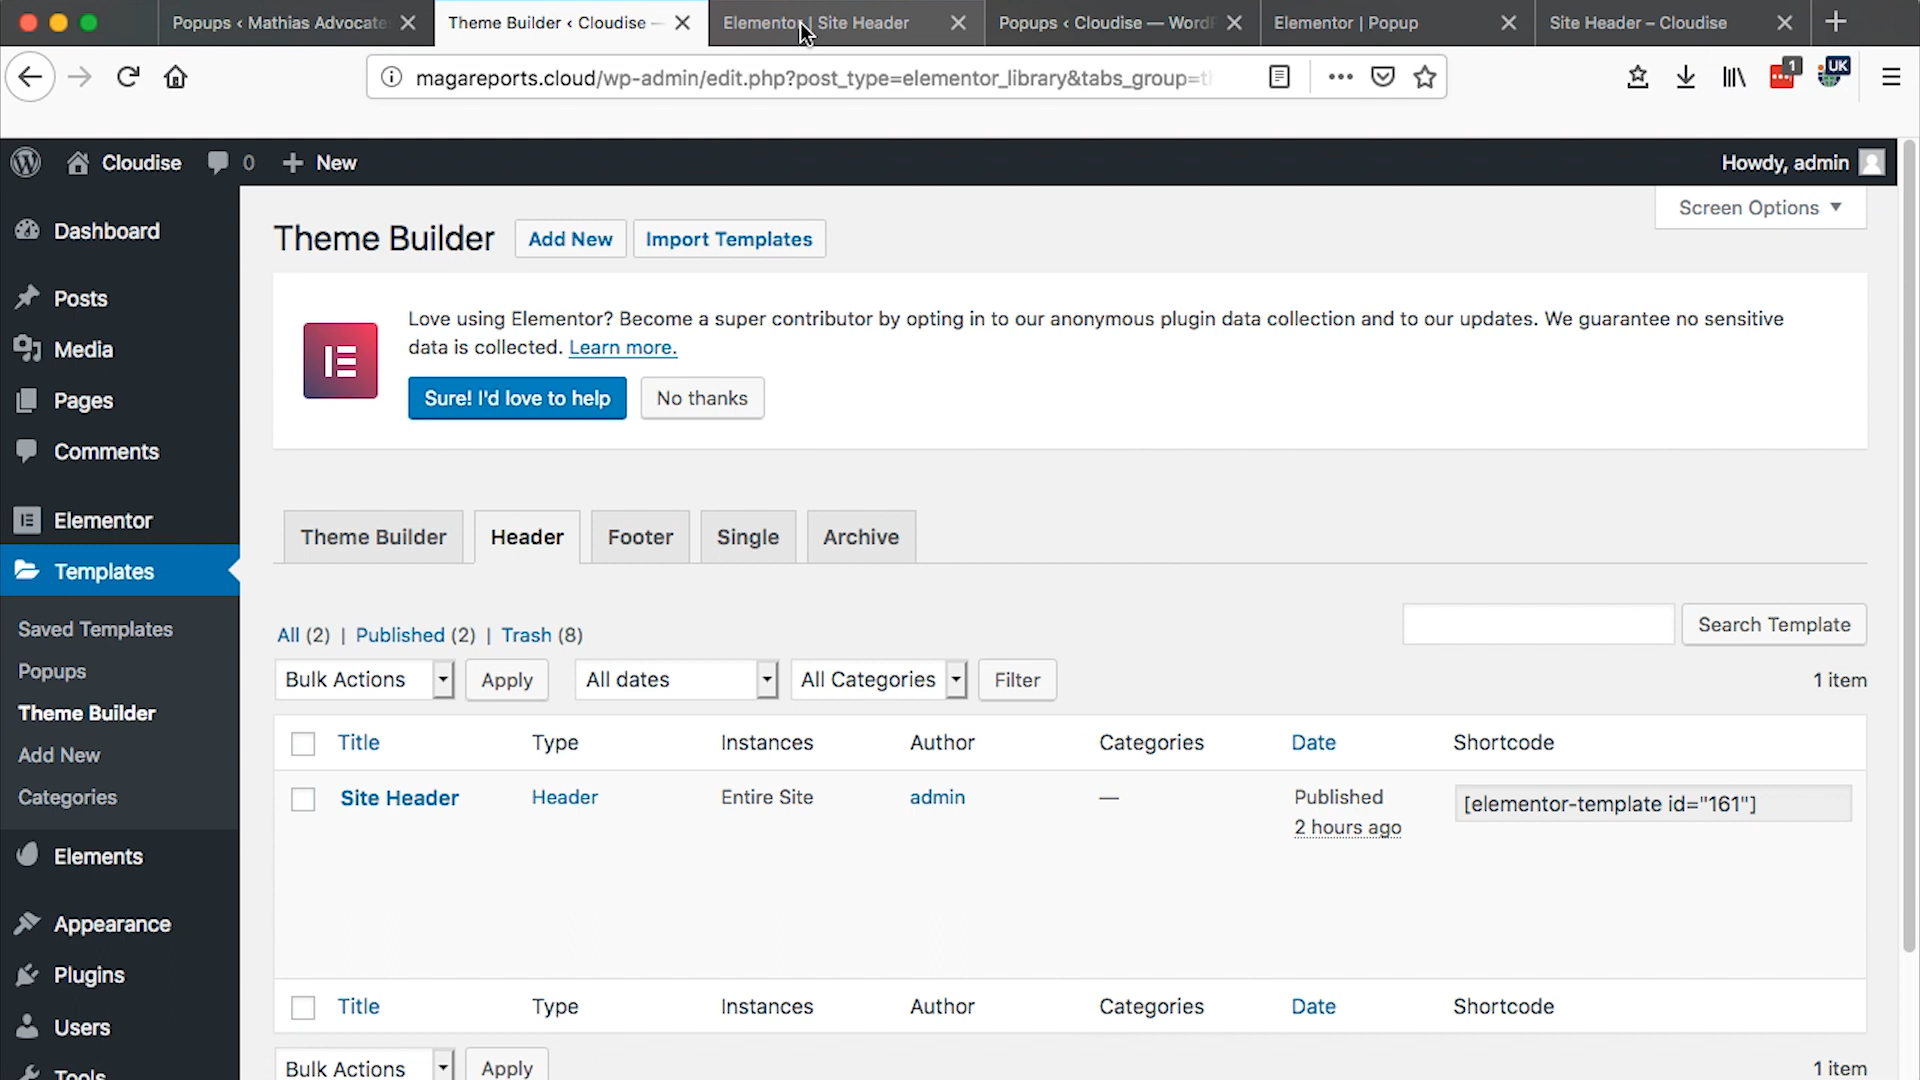 Popups ‹ Mathias Advocate
Theme Builder ‹ Cloudise —
Elementor | Site Header
Popups ‹ Cloudise — WordP
Elementor | Popup
Site Header – Cloudise
magareports.cloud/wp-admin/edit.php?post_type=elementor_library&tabs_group=t
1
UK
Cloudise
0
New
Howdy, admin
Screen Options
Dashboard
Posts
Media
Pages
Comments
Elementor
Templates
Saved Templates
Popups
Theme Builder
Add New
Categories
Elements
Appearance
Plugins
Users
Tools
Theme Builder
Add New
Import Templates
Love using Elementor? Become a super contributor by opting in to our anonymous plugin data collection and to our updates. We guarantee no sensitive
data is collected. Learn more.
Sure! I'd love to help
No thanks
Theme Builder
Header
Footer
Single
Archive
All (2) | Published (2) | Trash (8)
Search Template
Bulk Actions
Apply
All dates
All Categories
Filter
1 item
Title Type Instances Author Categories Date Shortcode
Site Header Header Entire Site admin — Published [elementor-template id="161"]
2 hours ago
Title Type Instances Author Categories Date Shortcode
Bulk Actions
Apply
1 item